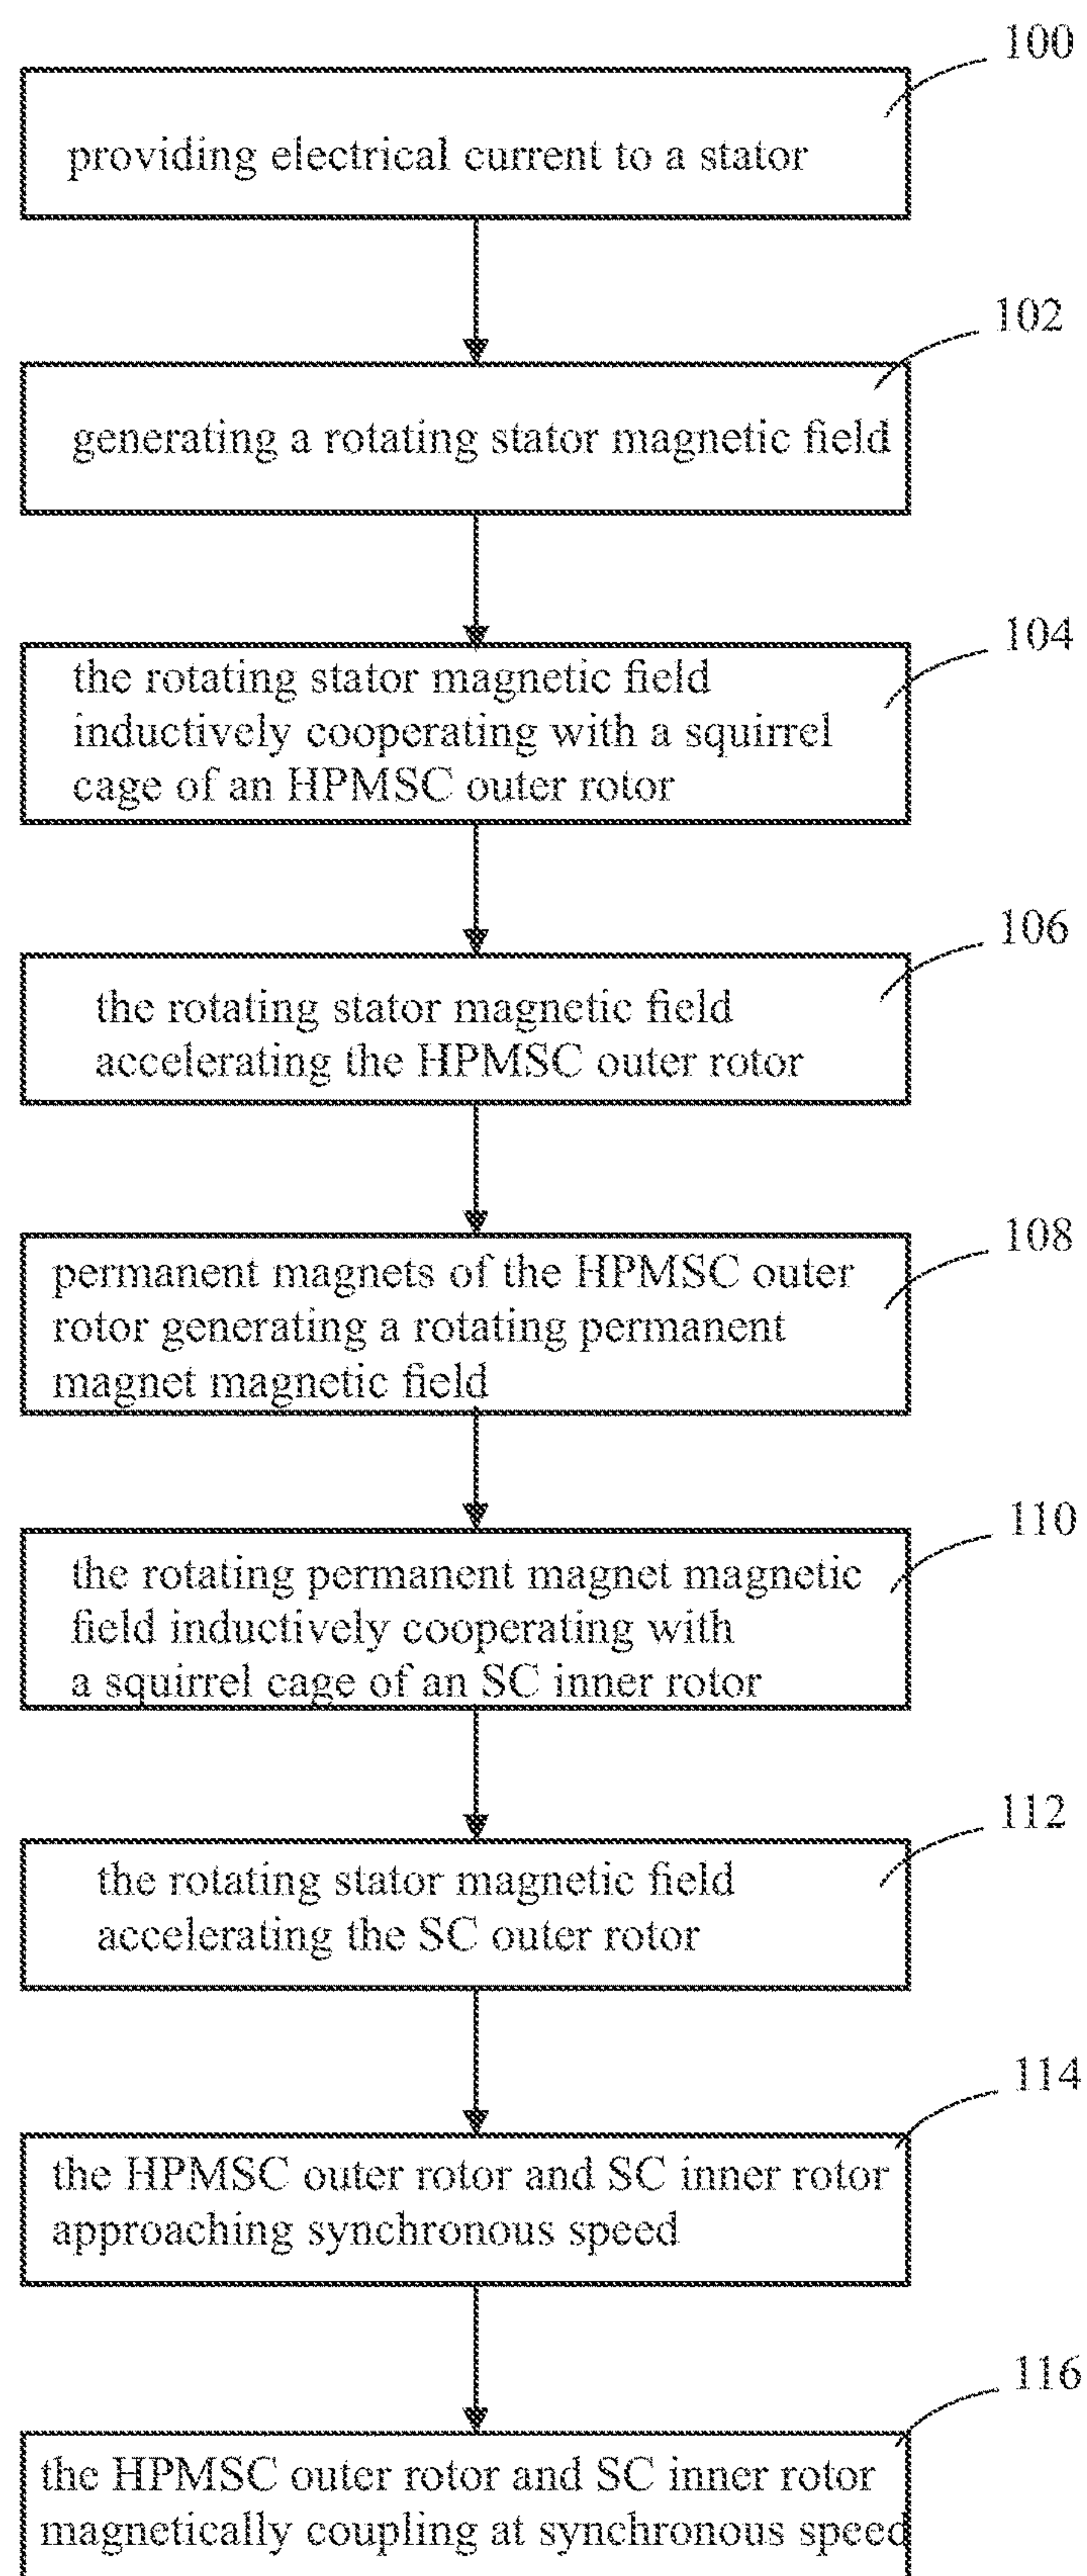 100
providing electrical current to a stator
102
generating a rotating stator magnetic field
104
the rotating stator magnetic field
inductively cooperating with a squirrel
cage of an HPMSC outer rotor
106
the rotating stator magnetic field
accelerating the HPMSC outer rotor
108
permanent magnets of the HPMSC outer
rotor generating a rotating permanent
magnet magnetic field
110
the rotating permanent magnet magnetic
field inductively cooperating with
a squirrel cage of an SC inner rotor
112
the rotating stator magnetic field
accelerating the SC outer rotor
114
the HPMSC outer rotor and SC inner rotor
approaching synchronous speed
116
the HPMSC outer rotor and SC inner rotor
magnetically coupling at synchronous speed